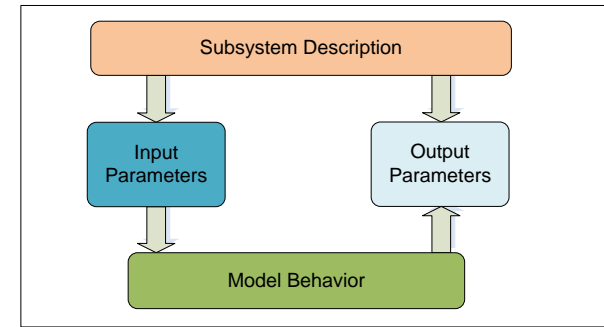 Subsystem Description
Input
Parameters
Output
Parameters
Model Behavior